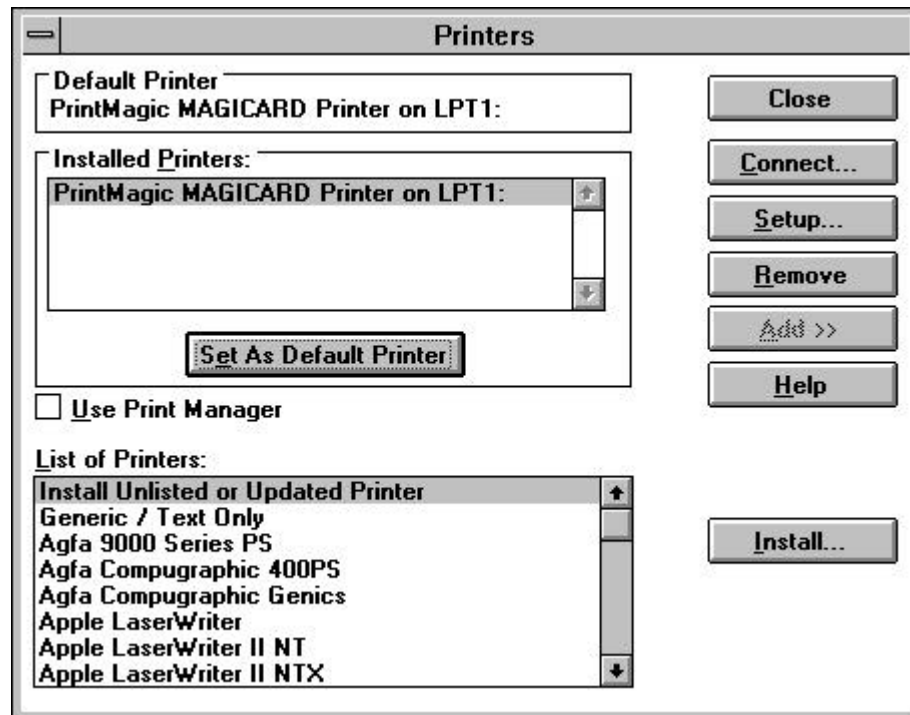 Printers
Default Printer
PrintMagic MAGICARD Printer on LPT1:
Close
Installed Printers:
PrintMagic MAGICARD Printer on LPT1:
Connect...
Setup...
Remove
Add >>
Set As Default Printer
Help
Use Print Manager
List of Printers:
Install Unlisted or Updated Printer
Generic / Text Only
Agfa 9000 Series PS
Agfa Compugraphic 400PS
Agfa Compugraphic Genics
Apple LaserWriter
Apple LaserWriter II NT
Apple LaserWriter II NTX
Install...